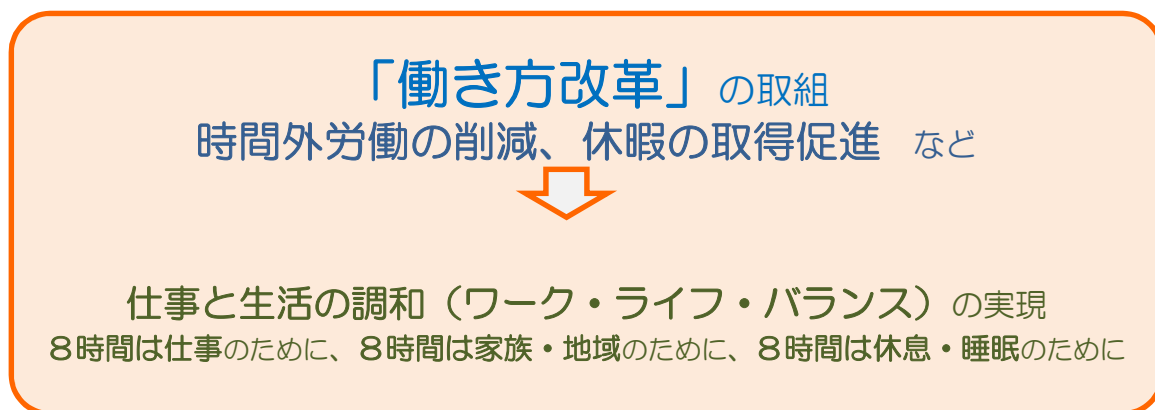 「働き方改革」の取組
時間外労働の削減、休暇の取得促進　など
仕事と生活の調和（ワーク・ライフ・バランス）の実現
８時間は仕事のために、８時間は家族・地域のために、８時間は休息・睡眠のために